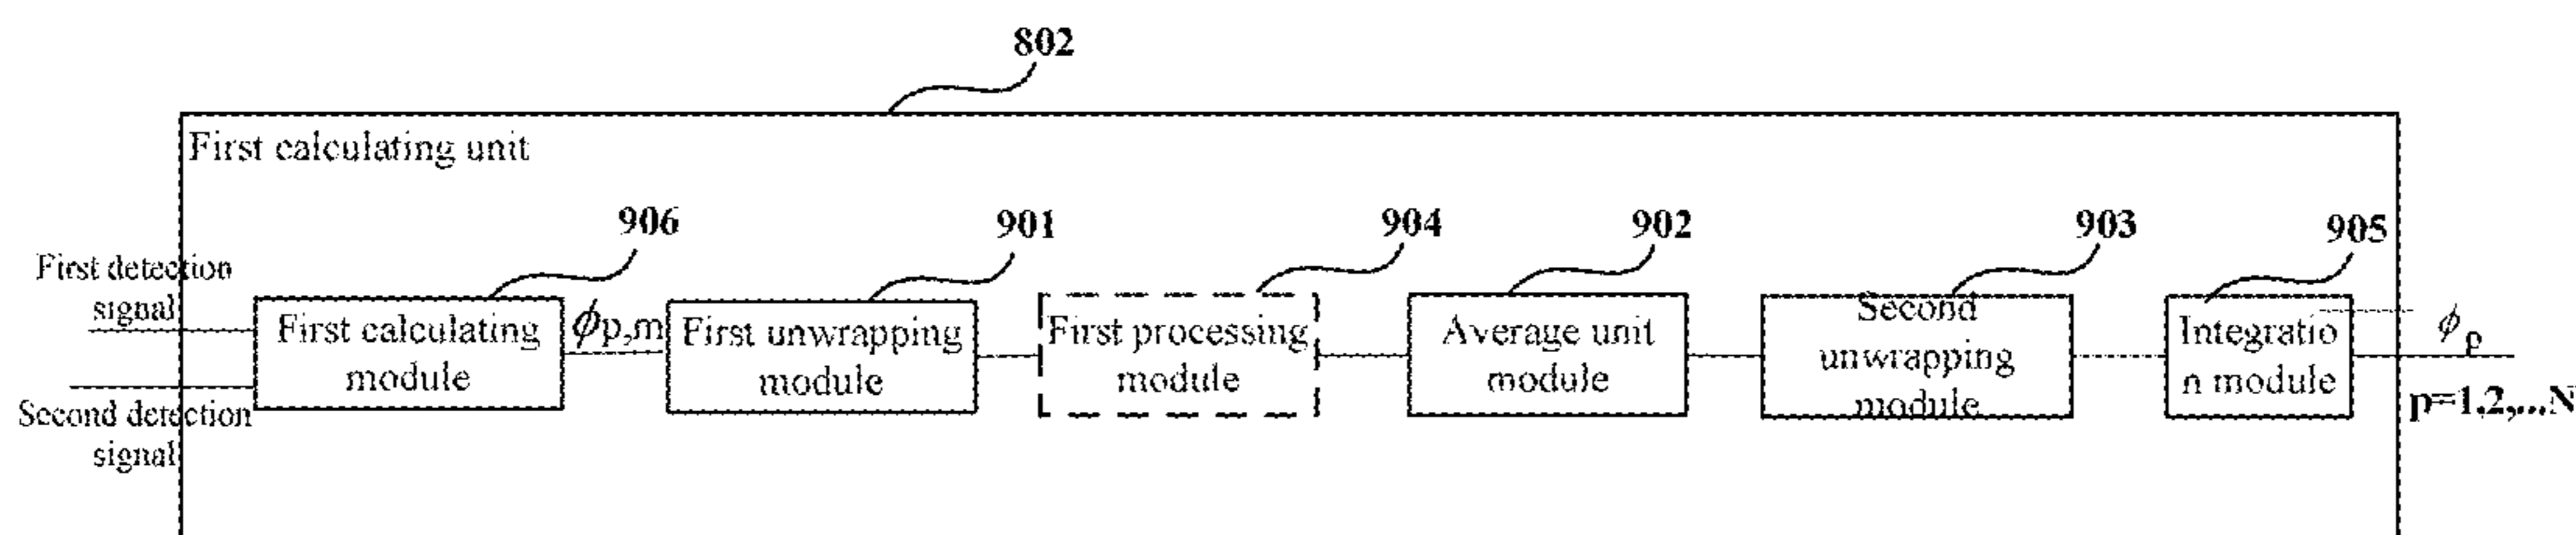 802
First calculating unit
906
901
904
902
903
905
First detection
signal
Second detection
signal
First calculating
module
ϕp,m
First unwrapping
module
First processing
module
Average unit
module
Second
unwrapping
module
Integratio
n module
ϕp
p=1,2,...N